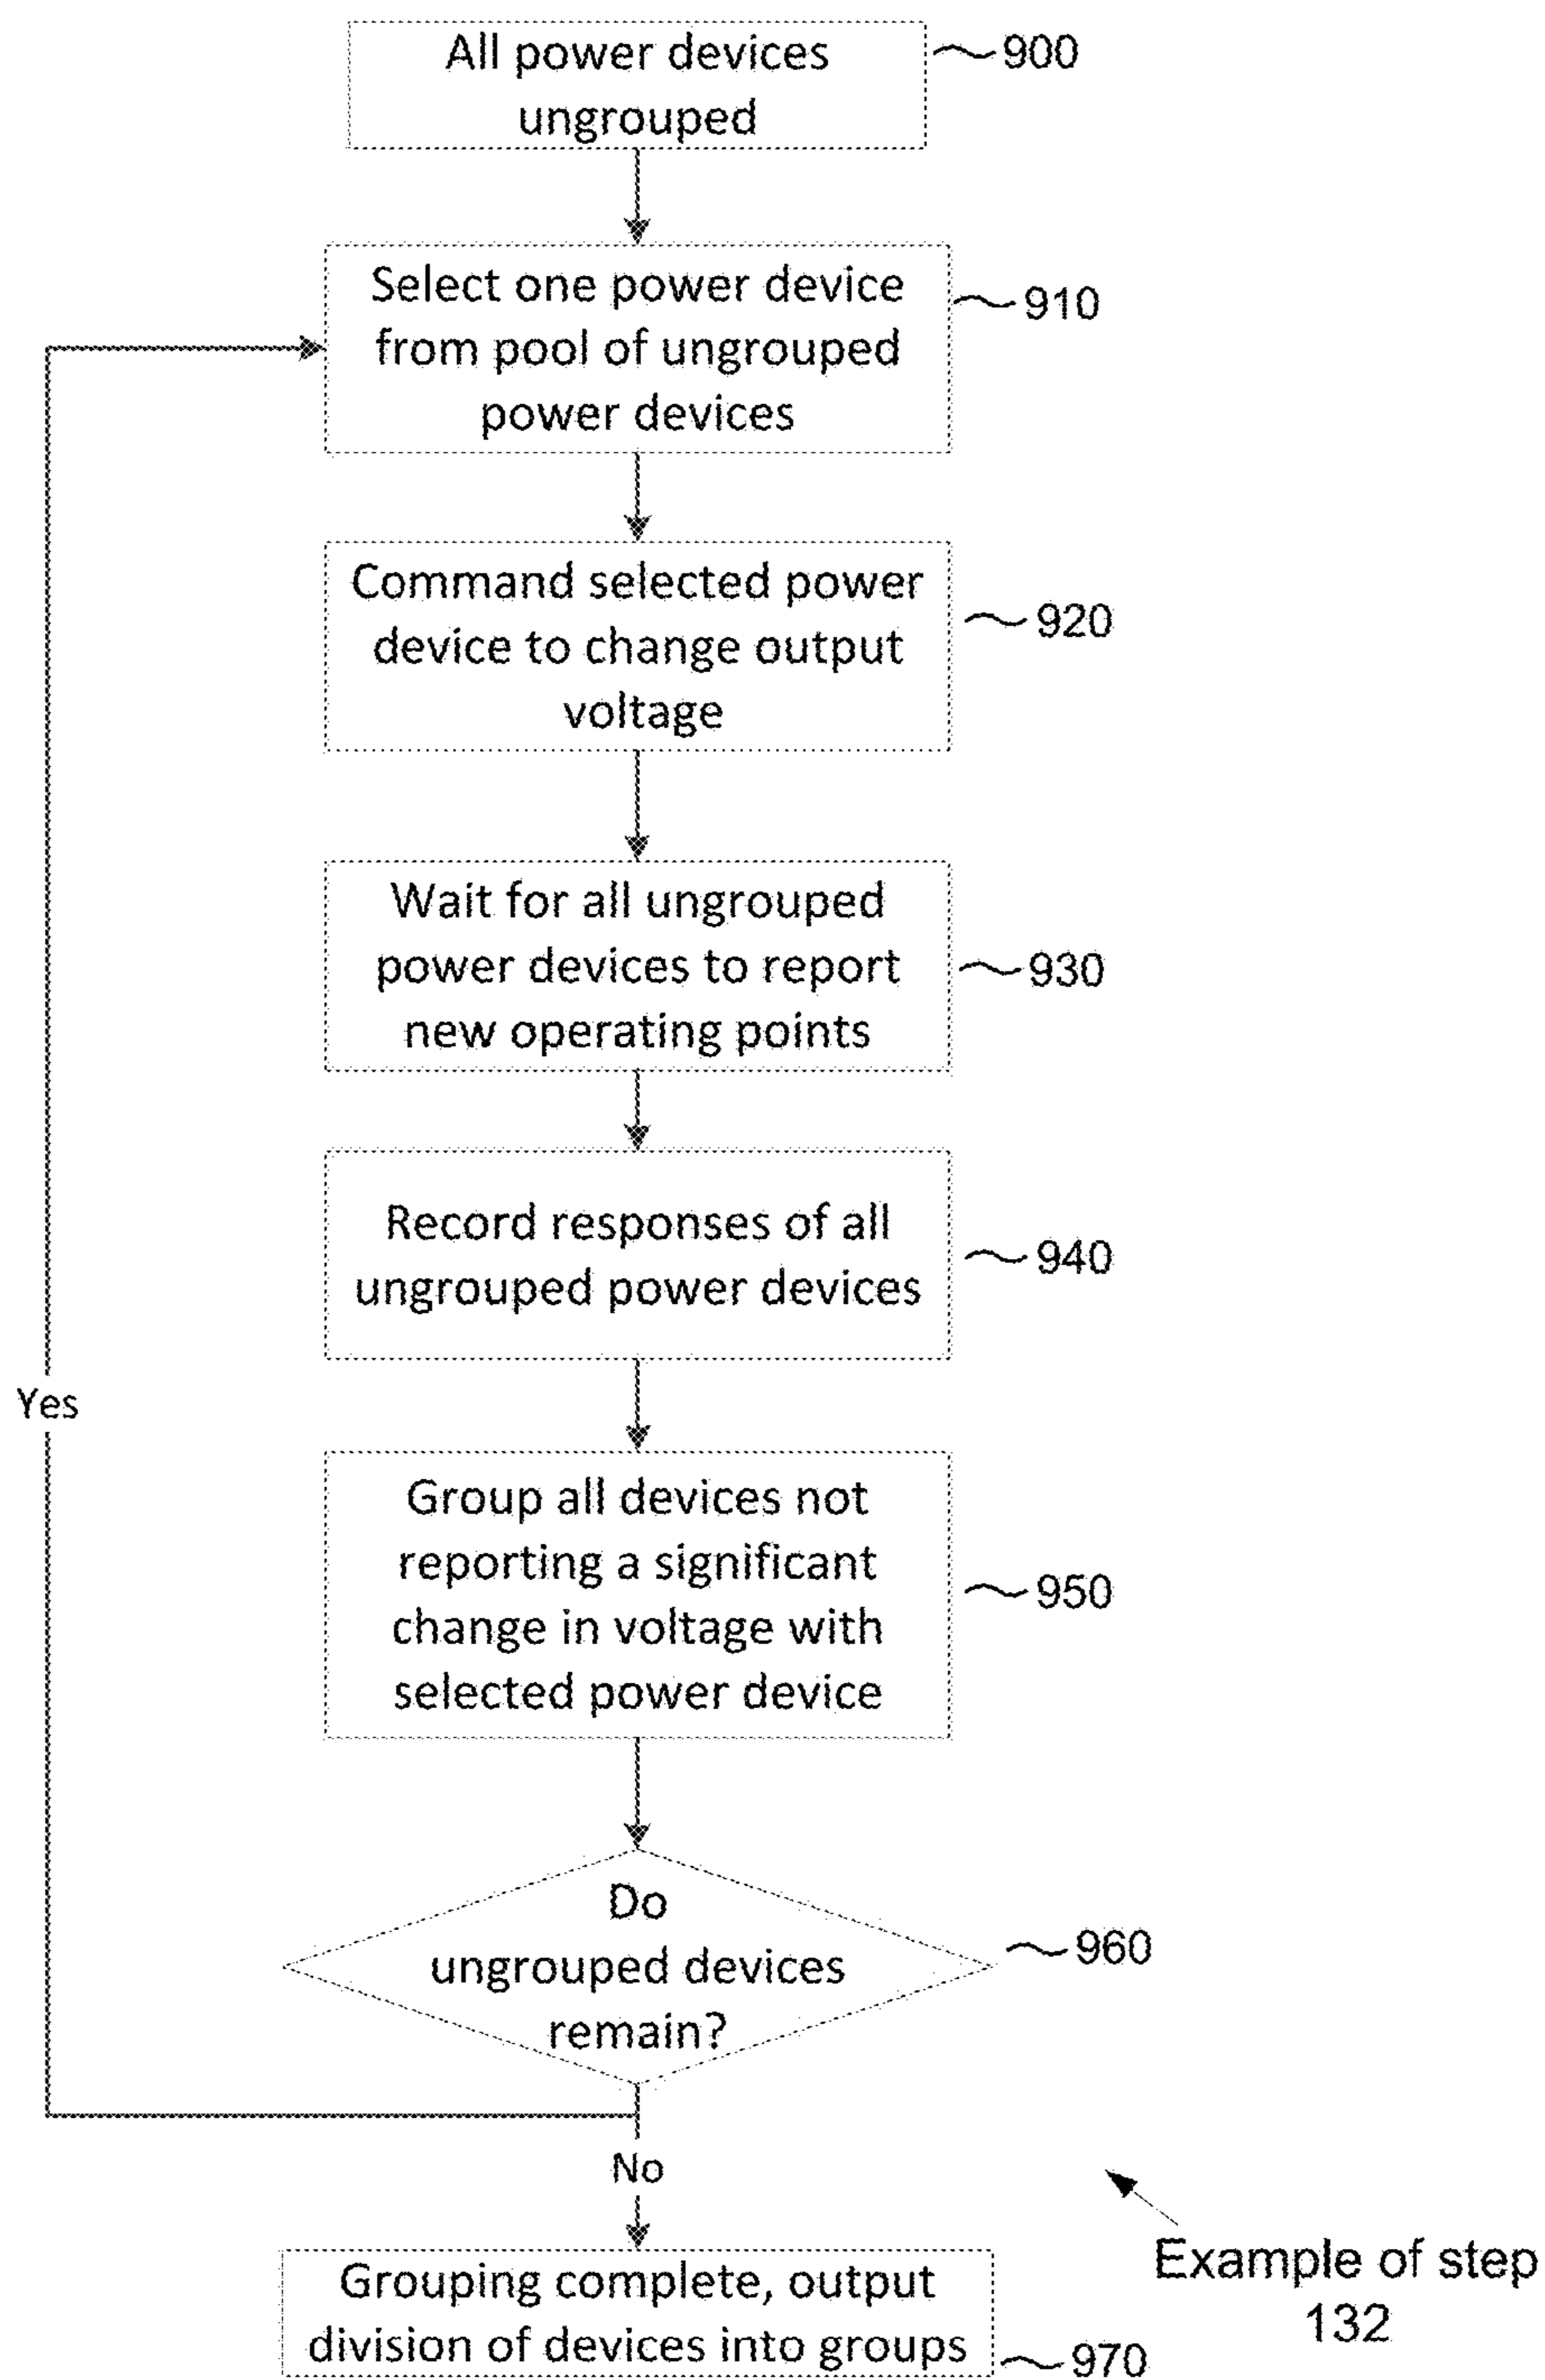 All power devices
ungrouped
900
Select one power device
from pool of ungrouped
power devices
910
Command selected power
device to change output
voltage
920
Wait for all ungrouped
power devices to report
new operating points
930
Record responses of all
ungrouped power devices
940
Yes
Group all devices not
reporting a significant
change in voltage with
selected power device
950
Do
ungrouped devices
remain?
960
No
Grouping complete, output
division of devices into groups
970
Example of step
132